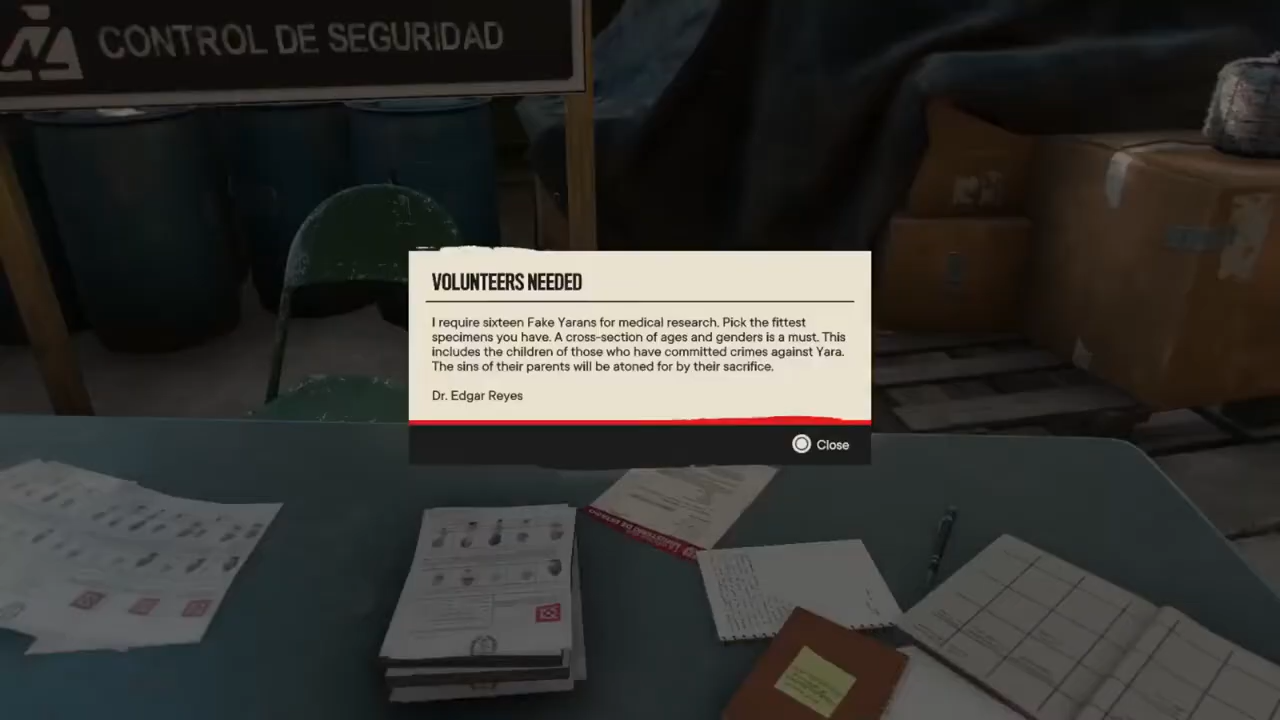 CONTROL DE SEGURIDAD
VOLUNTEERS NEEDED
I require sixteen Fake Yarans for medical research. Pick the fittest
specimens you have. A cross-section of ages and genders is a must. This
includes the children of those who have committed crimes against Yara.
The sins of their parents will be atoned for by their sacrifice.
Dr. Edgar Reyes
Close